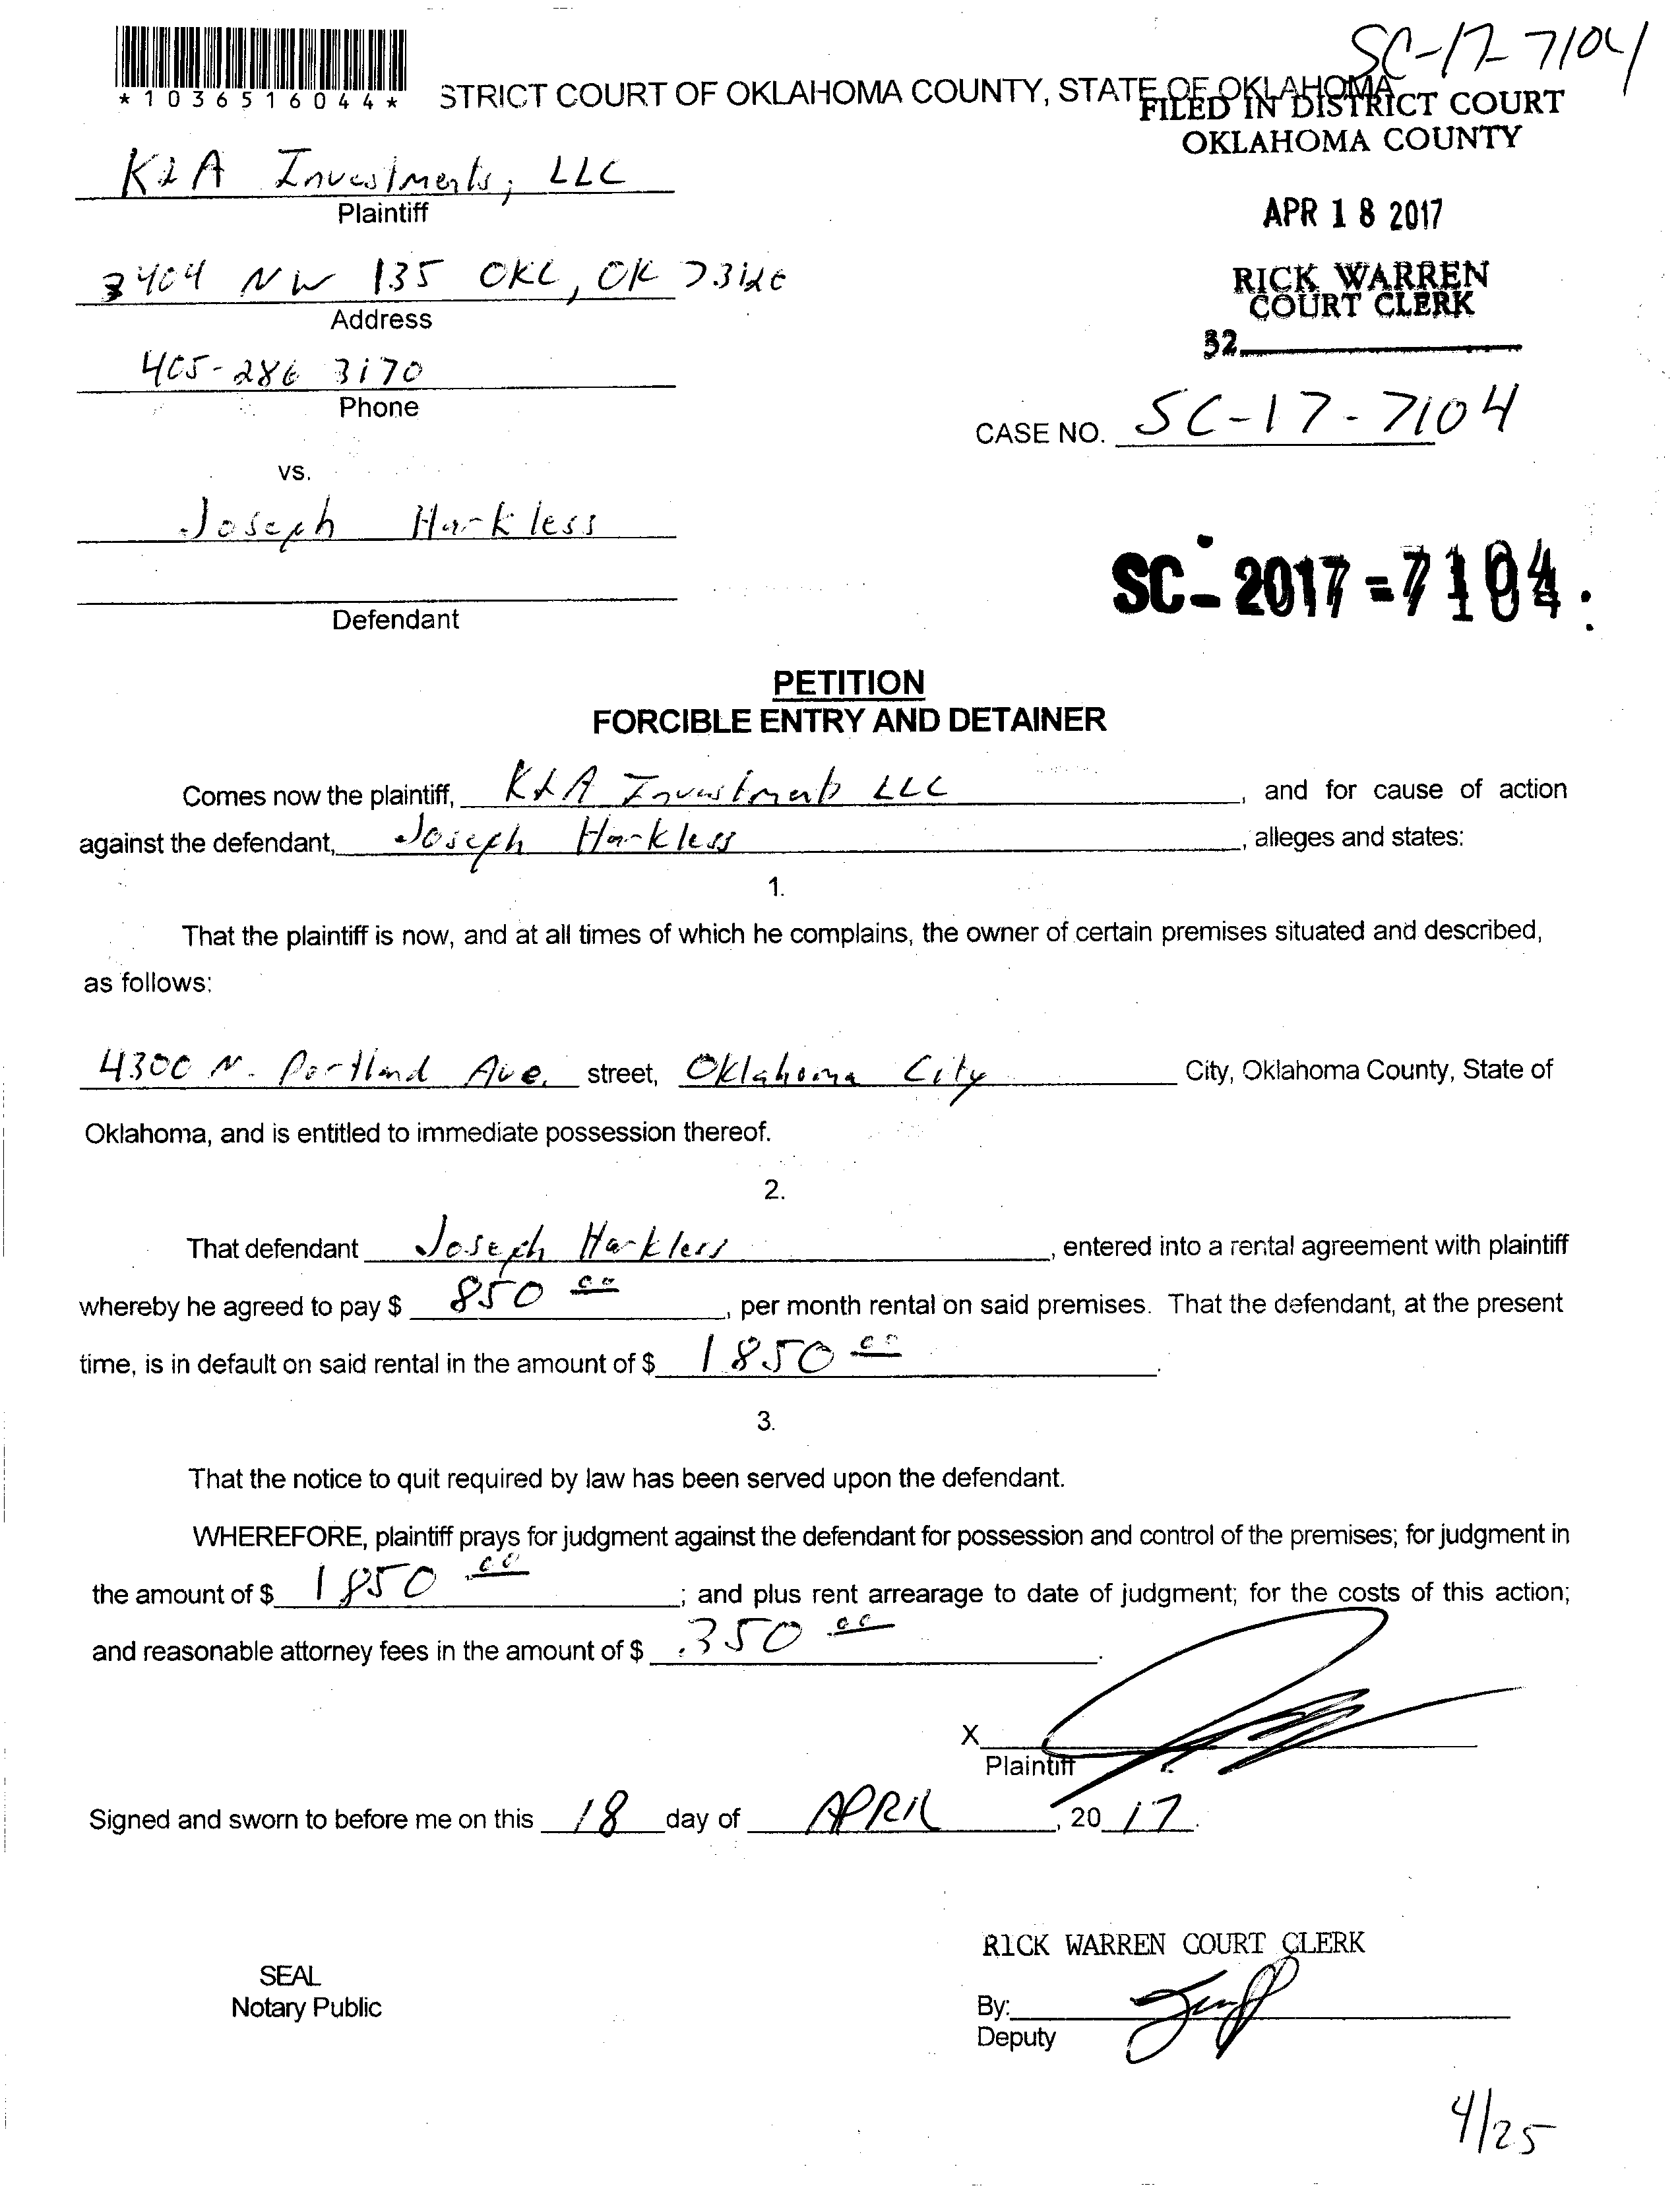 SC-17-7104
*1036516044*
STRICT COURT OF OKLAHOMA COUNTY, STATE OF OKLAHOMA
FILED IN DISTRICT COURT
OKLAHOMA COUNTY
K&A Investments, LLC
Plaintiff
APR 18 2017
3404 NW 135 OKC, OK 73120
Address
RICK WARREN
COURT CLERK
32
405-286 3170
Phone
CASE NO. SC-17-7104
vs.
Joseph Harkless
SC-2017-7104
Defendant
PETITION
FORCIBLE ENTRY AND DETAINER
Comes now the plaintiff, K&A Investments LLC, and for cause of action
against the defendant, Joseph Harkless, alleges and states:
1.
That the plaintiff is now, and at all times of which he complains, the owner of certain premises situated and described,
as follows:
4300 N. Portland Ave. street, Oklahoma City City, Oklahoma County, State of
Oklahoma, and is entitled to immediate possession thereof.
2.
That defendant Joseph Harkless, entered into a rental agreement with plaintiff
whereby he agreed to pay $ 850 00, per month rental on said premises. That the defendant, at the present
time, is in default on said rental in the amount of $ 1850 00.
3.
That the notice to quit required by law has been served upon the defendant.
WHEREFORE, plaintiff prays for judgment against the defendant for possession and control of the premises; for judgment in
the amount of $ 1850 00; and plus rent arrearage to date of judgment; for the costs of this action;
and reasonable attorney fees in the amount of $ 350 00.
X
Plaintiff
Signed and sworn to before me on this 18 day of APRIL, 20 17.
RICK WARREN COURT CLERK
SEAL
Notary Public
By:
Deputy
4/25